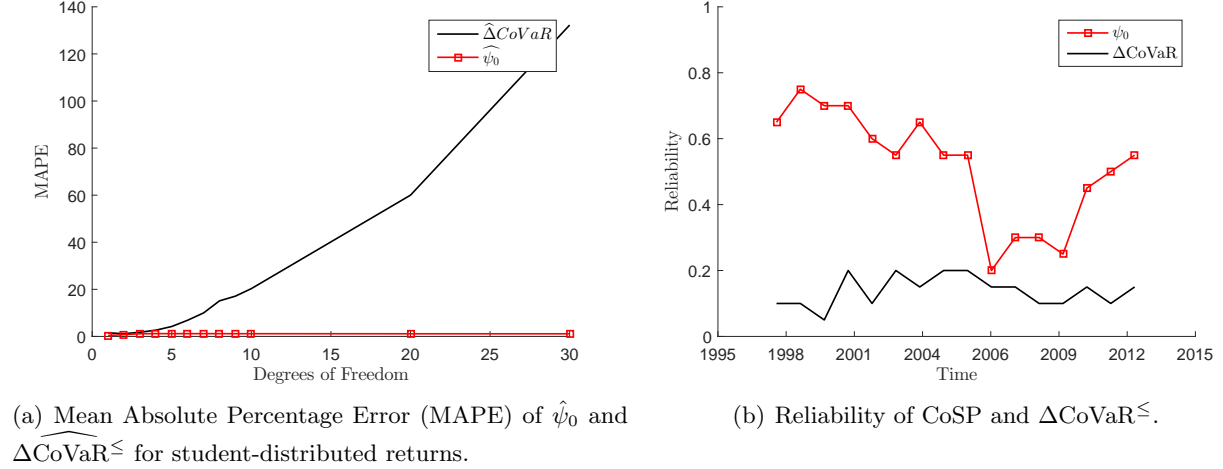 140
120
100
80
60
40
20
0
MAPE
0 5 10 15 20 25 30
Degrees of Freedom
Δ̂CoVaR
ψ̂₀
1
0.8
0.6
0.4
0.2
0
Reliability
1995 1998 2001 2004 2006 2009 2012 2015
Time
ψ₀
ΔCoVaR
(a) Mean Absolute Percentage Error (MAPE) of ψ̂₀ and
Δ̂CoVaR≤ for student-distributed returns.
(b) Reliability of CoSP and ΔCoVaR≤.